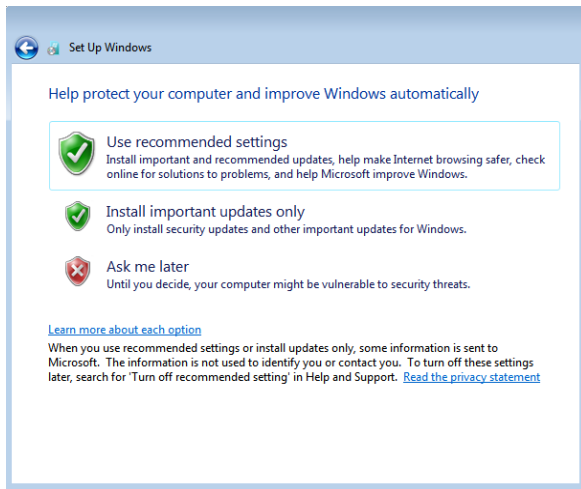 Set Up Windows
Help protect your computer and improve Windows automatically
Use recommended settings
Install important and recommended updates, help make Internet browsing safer, check
online for solutions to problems, and help Microsoft improve Windows.
Install important updates only
Only install security updates and other important updates for Windows.
Ask me later
Until you decide, your computer might be vulnerable to security threats.
Learn more about each option
When you use recommended settings or install updates only, some information is sent to
Microsoft. The information is not used to identify you or contact you. To turn off these settings
later, search for 'Turn off recommended setting' in Help and Support. Read the privacy statement